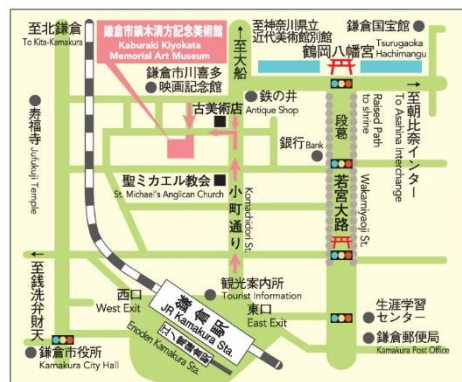 至北鎌倉
To Kita-Kamakura
鎌倉市鏑木清方記念美術館
Kaburaki Kiyokata
Memorial Art Museum
至大船
至神奈川県立
近代美術館別館
鎌倉国宝館
鶴岡八幡宮
Tsurugaoka
Hachimangu
鎌倉市川喜多
映画記念館
古美術店
Antique Shop
鉄の井
銀行 Bank
段葛
Raised Path
to shrine
至朝比奈インター
To Asahina Interchange
寿福寺
Jufukuji Temple
聖ミカエル教会
St. Michael's Anglican Church
小町通り
Komachidori St.
若宮大路
Wakamiyaoji St.
至銭洗弁財天
西口
West Exit
観光案内所
Tourist Information
鎌倉駅
JR Kamakura Sta.
江ノ電鎌倉駅
Enoden Kamakura Sta.
東口
East Exit
生涯学習
センター
鎌倉市役所
Kamakura City Hall
鎌倉郵便局
Kamakura Post Office